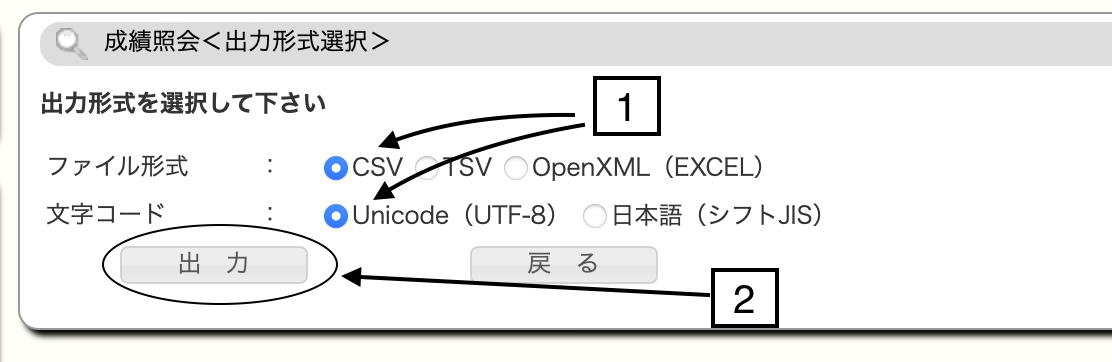 成績照会＜出力形式選択＞
出力形式を選択して下さい
1
ファイル形式 ： CSV TSV OpenXML（EXCEL）
文字コード ： Unicode（UTF-8） 日本語（シフトJIS）
出　力 戻　る
2